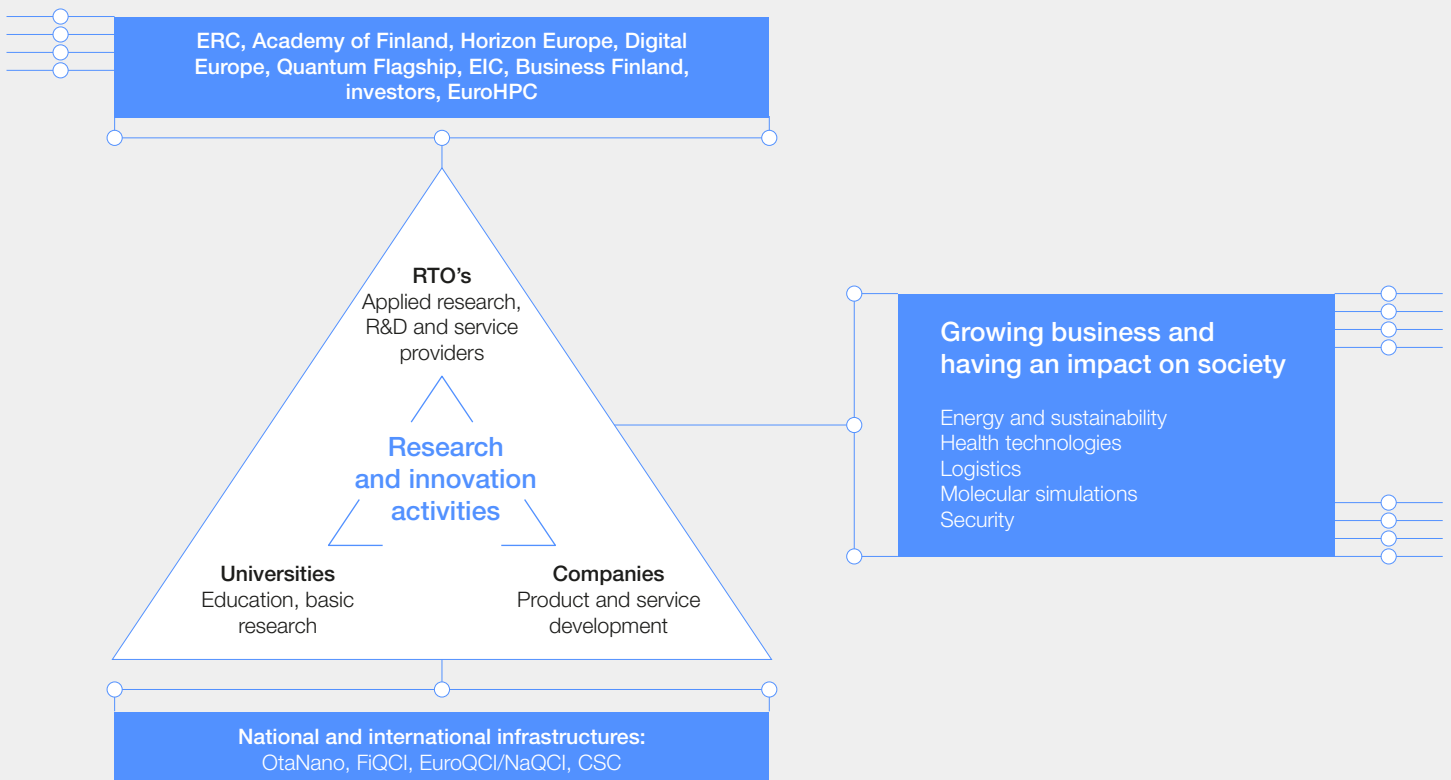 ERC, Academy of Finland, Horizon Europe, Digital
Europe, Quantum Flagship, EIC, Business Finland,
investors, EuroHPC
RTO's
Applied research,
R&D and service
providers
Research
and innovation
activities
Universities
Education, basic
research
Companies
Product and service
development
Growing business and
having an impact on society
Energy and sustainability
Health technologies
Logistics
Molecular simulations
Security
National and international infrastructures:
OtaNano, FiQCI, EuroQCI/NaQCI, CSC